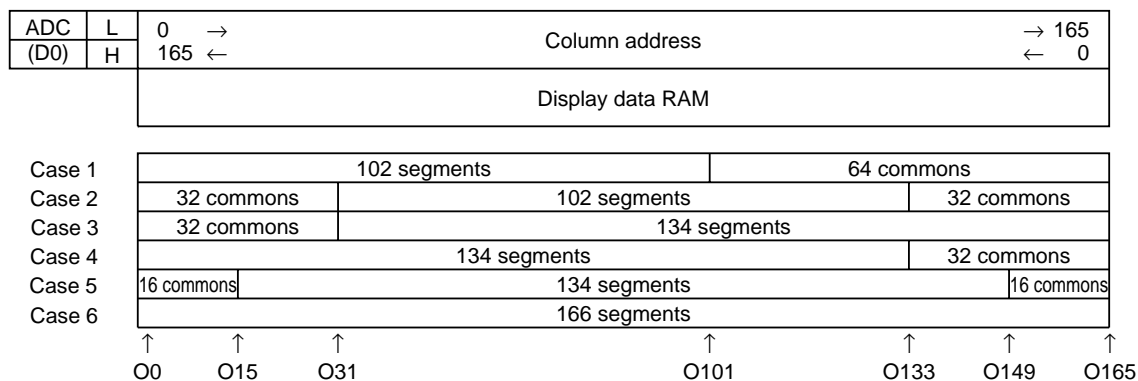 ADC L 0 → Column address → 165
(D0) H 165 ← ← 0
Display data RAM
Case 1 102 segments 64 commons
Case 2 32 commons 102 segments 32 commons
Case 3 32 commons 134 segments
Case 4 134 segments 32 commons
Case 5 16 commons 134 segments 16 commons
Case 6 166 segments
↑ ↑ ↑ ↑ ↑ ↑ ↑
O0 O15 O31 O101 O133 O149 O165